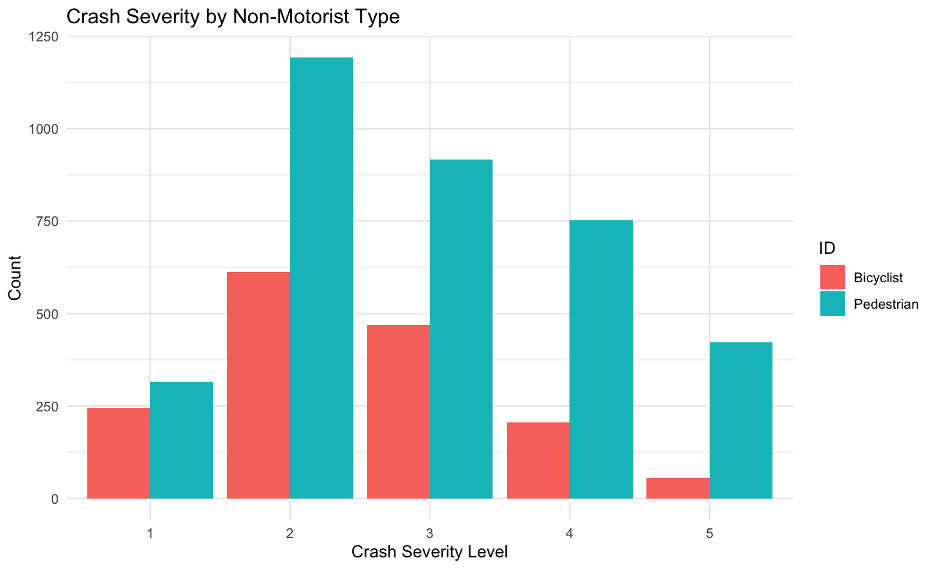 Crash Severity by Non-Motorist Type
1250
1000
750
500
250
0
Count
1 2 3 4 5
Crash Severity Level
ID
Bicyclist
Pedestrian